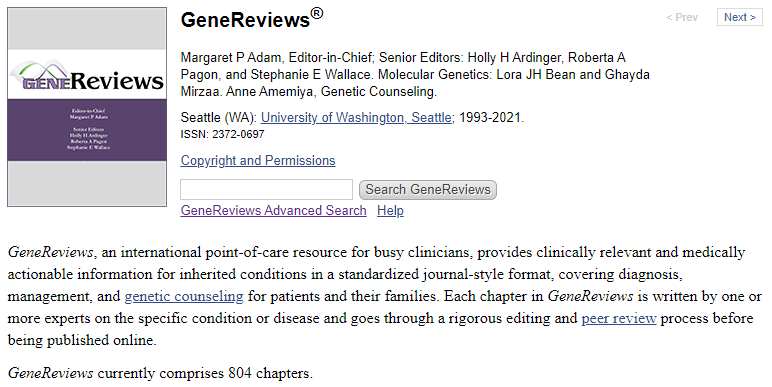 GeneReviews®
< Prev
Next >
GENEReviews
Editor-in-Chief
Margaret P Adam
Senior Editors
Holly H Ardinger
Roberta A Pagon
Stephanie E Wallace
Margaret P Adam, Editor-in-Chief; Senior Editors: Holly H Ardinger, Roberta A
Pagon, and Stephanie E Wallace. Molecular Genetics: Lora JH Bean and Ghayda
Mirzaa. Anne Amemiya, Genetic Counseling.
Seattle (WA): University of Washington, Seattle; 1993-2021.
ISSN: 2372-0697
Copyright and Permissions
Search GeneReviews
GeneReviews Advanced Search Help
GeneReviews, an international point-of-care resource for busy clinicians, provides clinically relevant and medically
actionable information for inherited conditions in a standardized journal-style format, covering diagnosis,
management, and genetic counseling for patients and their families. Each chapter in GeneReviews is written by one or
more experts on the specific condition or disease and goes through a rigorous editing and peer review process before
being published online.
GeneReviews currently comprises 804 chapters.